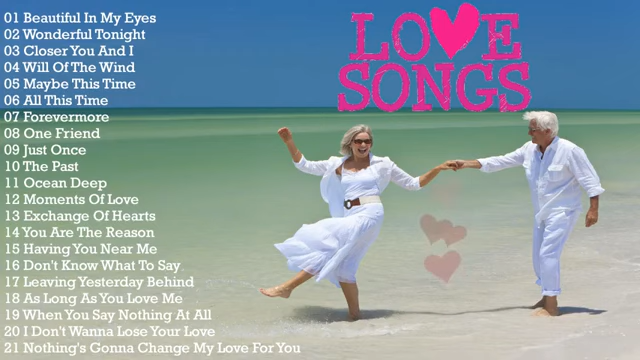 01 Beautiful In My Eyes
02 Wonderful Tonight
03 Closer You And I
04 Will Of The Wind
05 Maybe This Time
06 All This Time
07 Forevermore
08 One Friend
09 Just Once
10 The Past
11 Ocean Deep
12 Moments Of Love
13 Exchange Of Hearts
14 You Are The Reason
15 Having You Near Me
16 Don't Know What To Say
17 Leaving Yesterday Behind
18 As Long As You Love Me
19 When You Say Nothing At All
20 I Don't Wanna Lose Your Love
21 Nothing's Gonna Change My Love For You
LOVE
SONGS